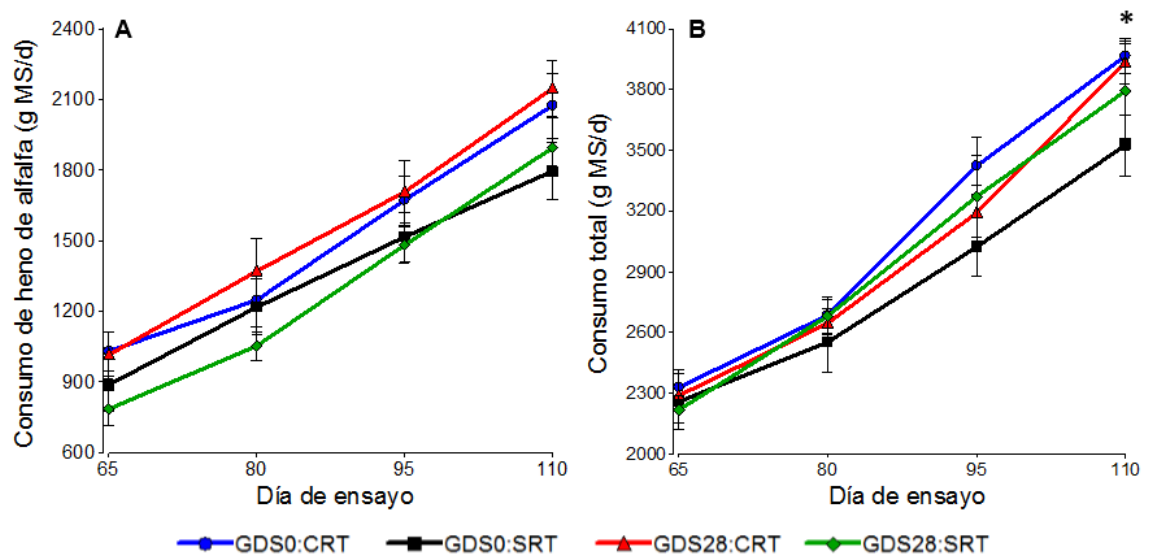 A
Consumo de heno de alfalfa (g MS/d)
2400
2100
1800
1500
1200
900
600
65 80 95 110
Día de ensayo
B
*
Consumo total (g MS/d)
4100
3800
3500
3200
2900
2600
2300
2000
65 80 95 110
Día de ensayo
GDS0:CRT GDS0:SRT GDS28:CRT GDS28:SRT